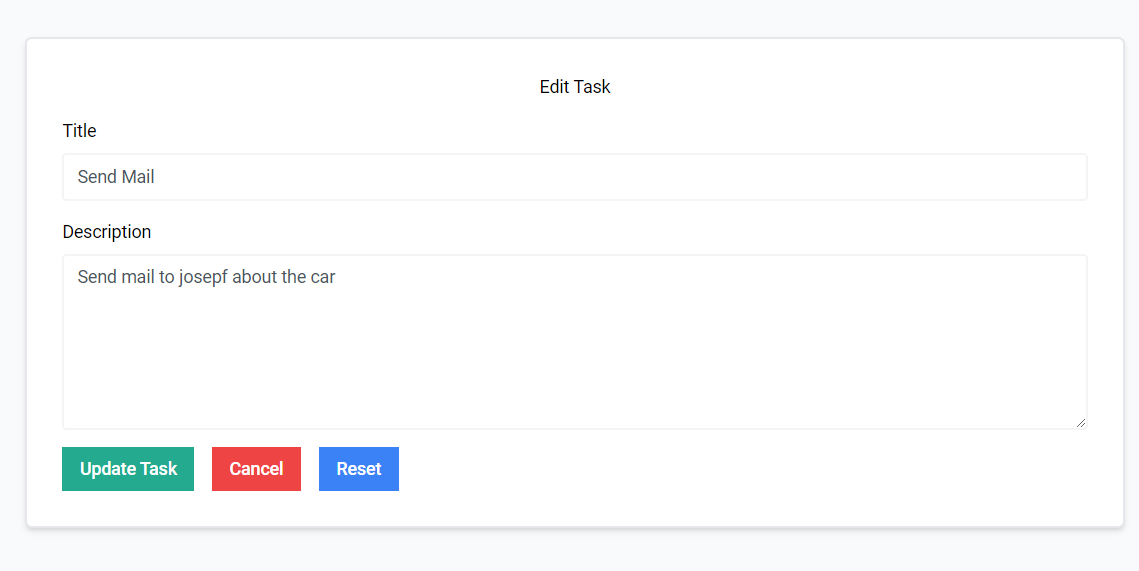 Edit Task
Title
Send Mail
Description
Send mail to josepf about the car
Update Task Cancel Reset